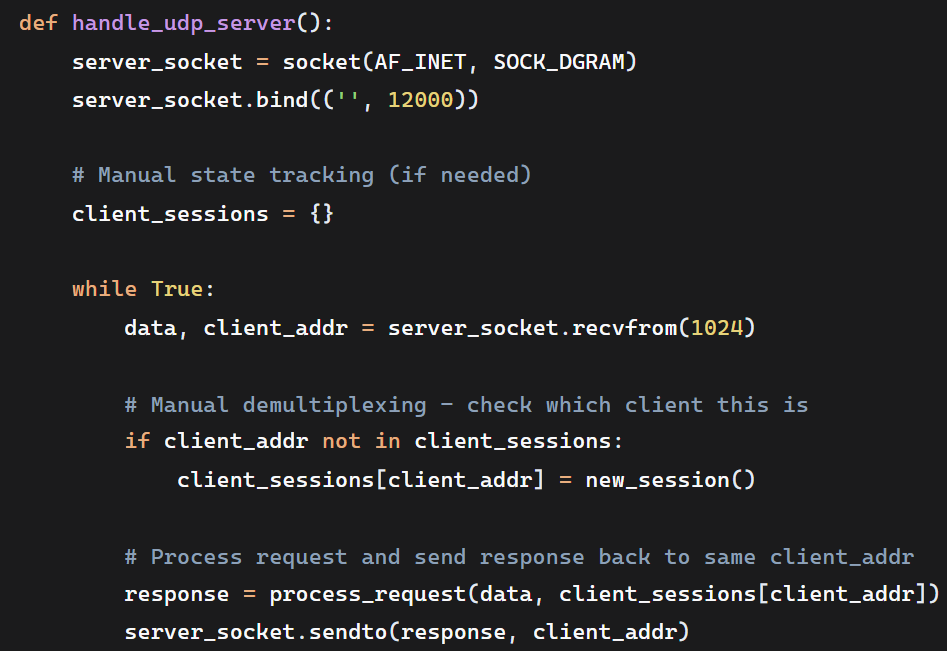 def handle_udp_server():
    server_socket = socket(AF_INET, SOCK_DGRAM)
    server_socket.bind(('', 12000))
    # Manual state tracking (if needed)
    client_sessions = {}
    while True:
        data, client_addr = server_socket.recvfrom(1024)
        # Manual demultiplexing – check which client this is
        if client_addr not in client_sessions:
            client_sessions[client_addr] = new_session()
        # Process request and send response back to same client_addr
        response = process_request(data, client_sessions[client_addr])
        server_socket.sendto(response, client_addr)